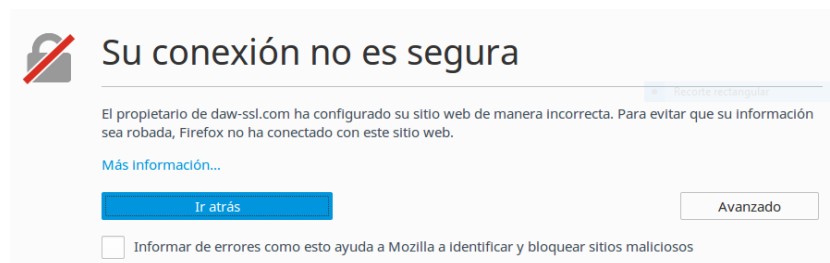 Su conexión no es segura
Recorte rectangular
El propietario de daw-ssl.com ha configurado su sitio web de manera incorrecta. Para evitar que su información
sea robada, Firefox no ha conectado con este sitio web.
Más información...
Ir atrás
Avanzado
Informar de errores como esto ayuda a Mozilla a identificar y bloquear sitios maliciosos